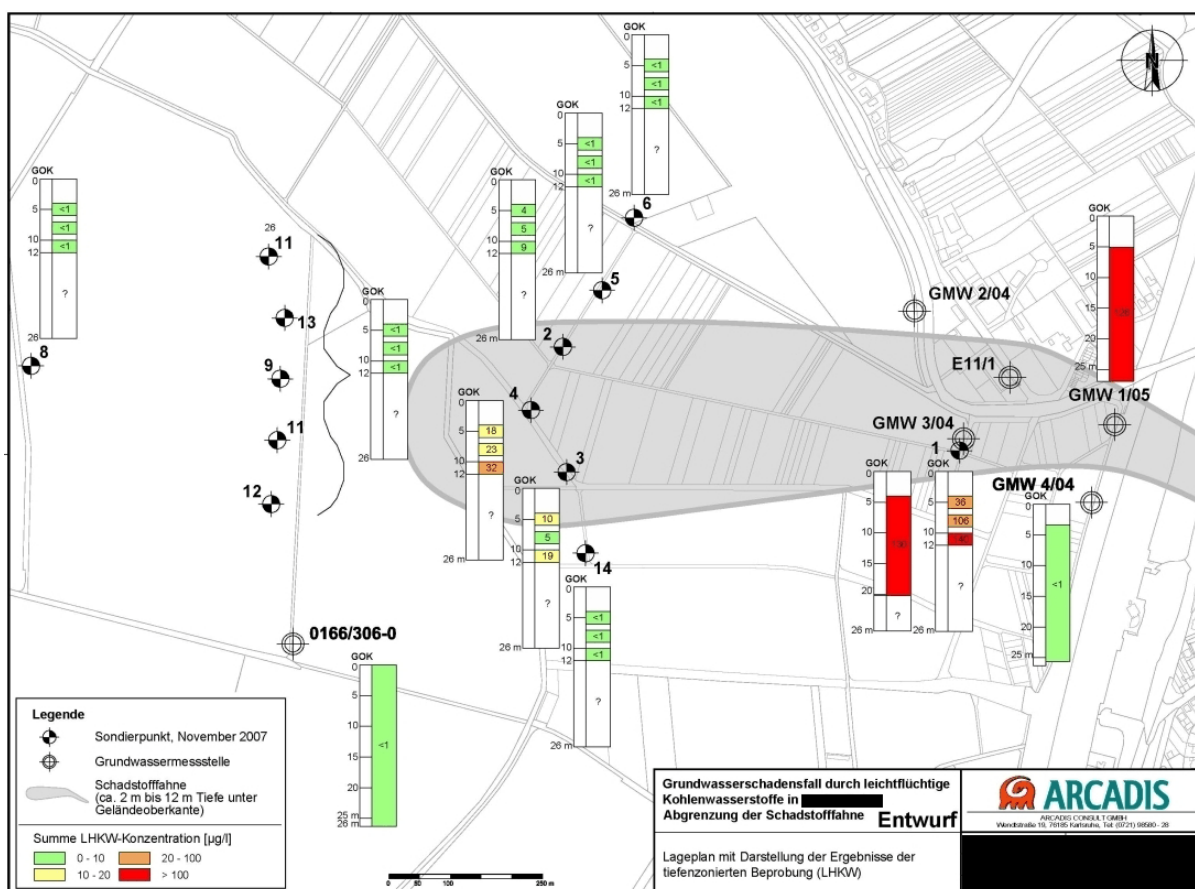 GOK
0
5
10
12
26 m
<1
<1
<1
?
6
GOK
0
5
10
12
26 m
<1
<1
<1
?
5
GOK
0
5
10
12
26 m
4
5
9
?
2
GOK
0
5
10
12
26 m
<1
<1
<1
?
8
26
11
13
9
11
12
GOK
0
5
10
12
26
<1
<1
<1
?
N
GMW 2/04
E11/1
GOK
0
5
10
15
20
25 m
GMW 1/05
GMW 3/04
1
GMW 4/04
4
GOK
0
5
10
12
26 m
18
23
32
?
3
GOK
0
5
10
12
26 m
10
5
19
?
14
GOK
0
5
10
12
26 m
<1
<1
<1
?
GOK
0
5
10
15
20
26 m
?
GOK
0
5
10
12
26 m
36
106
140
?
GOK
0
5
10
15
20
25 m
<1
0166/306-0
GOK
0
5
10
15
20
25 m
26 m
<1
Legende
Sondierpunkt, November 2007
Grundwassermessstelle
Schadstofffahne
(ca. 2 m bis 12 m Tiefe unter
Geländeoberkante)
Summe LHKW-Konzentration [µg/l]
0 - 10
20 - 100
10 - 20
> 100
0 50 100 250 m
Grundwasserschadensfall durch leichtflüchtige
Kohlenwasserstoffe in
Abgrenzung der Schadstofffahne Entwurf
Lageplan mit Darstellung der Ergebnisse der
tiefenzonierten Beprobung (LHKW)
ARCADIS
ARCADIS CONSULT GMBH
Wendtstraße 19, 76185 Karlsruhe, Tel: (0721) 98580 - 28